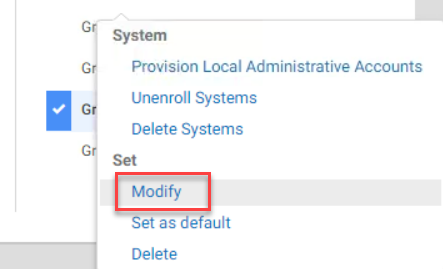 Gr
System
Gr
Provision Local Administrative Accounts
Gr
Unenroll Systems
Delete Systems
Gr
Set
Modify
Set as default
Delete